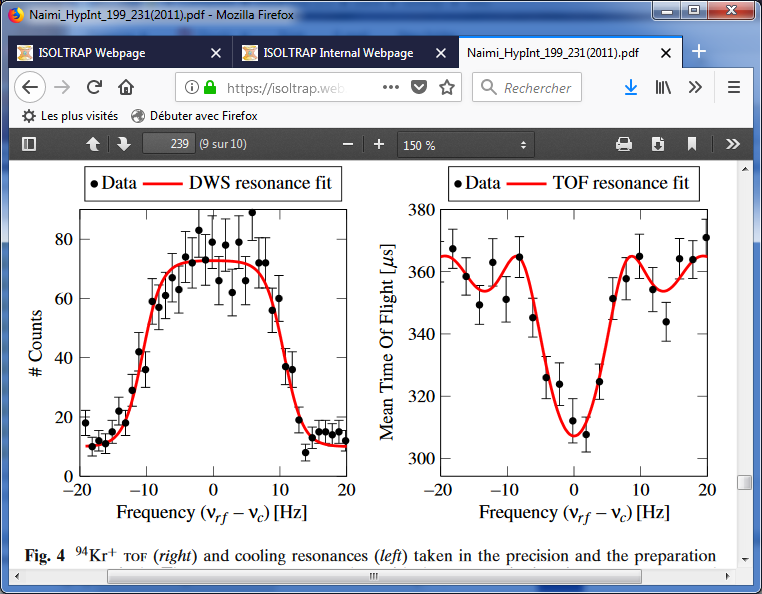 Naimi_HypInt_199_231(2011).pdf - Mozilla Firefox
ISOLTRAP Webpage
ISOLTRAP Internal Webpage
Naimi_HypInt_199_231(2011).pdf
https://isoltrap.web
Rechercher
Les plus visités
Débuter avec Firefox
239 (9 sur 10)
150 %
Data DWS resonance fit
80
60
40
20
0
# Counts
−20 −10 0 10 20
Frequency (νrf − νc) [Hz]
Data TOF resonance fit
380
360
340
320
300
Mean Time Of Flight [μs]
−20 −10 0 10 20
Frequency (νrf − νc) [Hz]
Fig. 4 94Kr+ TOF (right) and cooling resonances (left) taken in the precision and the preparation